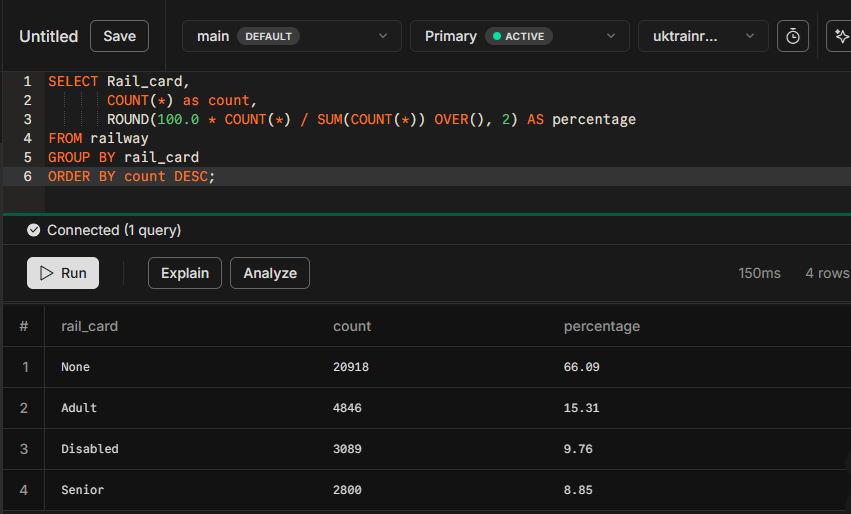 Untitled Save main DEFAULT Primary ACTIVE uktrainr...
1 SELECT Rail_card,
2 COUNT(*) as count,
3 ROUND(100.0 * COUNT(*) / SUM(COUNT(*)) OVER(), 2) AS percentage
4 FROM railway
5 GROUP BY rail_card
6 ORDER BY count DESC;
Connected (1 query)
Run Explain Analyze 150ms 4 rows
# rail_card count percentage
1 None 20918 66.09
2 Adult 4846 15.31
3 Disabled 3089 9.76
4 Senior 2800 8.85